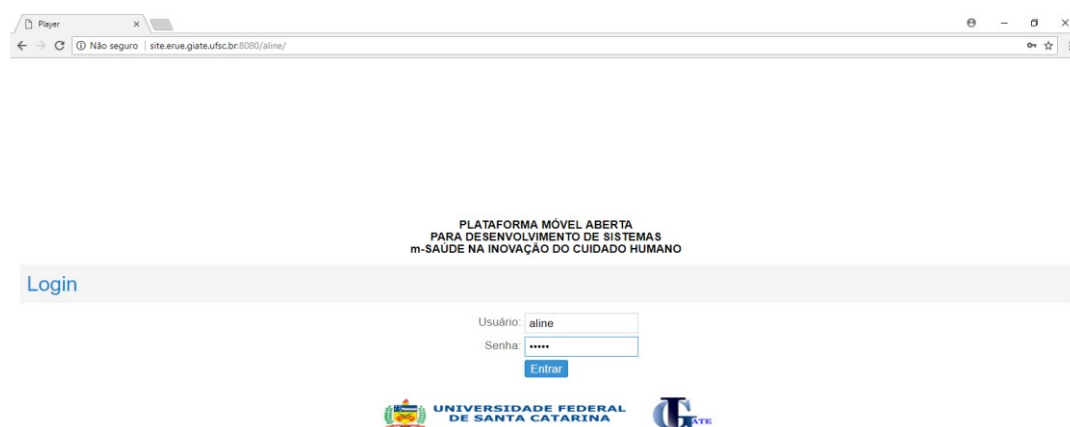 Player
Não seguro | site.erue.giate.ufsc.br:8080/aline/
PLATAFORMA MÓVEL ABERTA
PARA DESENVOLVIMENTO DE SISTEMAS
m-SAÚDE NA INOVAÇÃO DO CUIDADO HUMANO
Login
Usuário: aline
Senha: •••••
Entrar
UNIVERSIDADE FEDERAL
DE SANTA CATARINA
GIATE